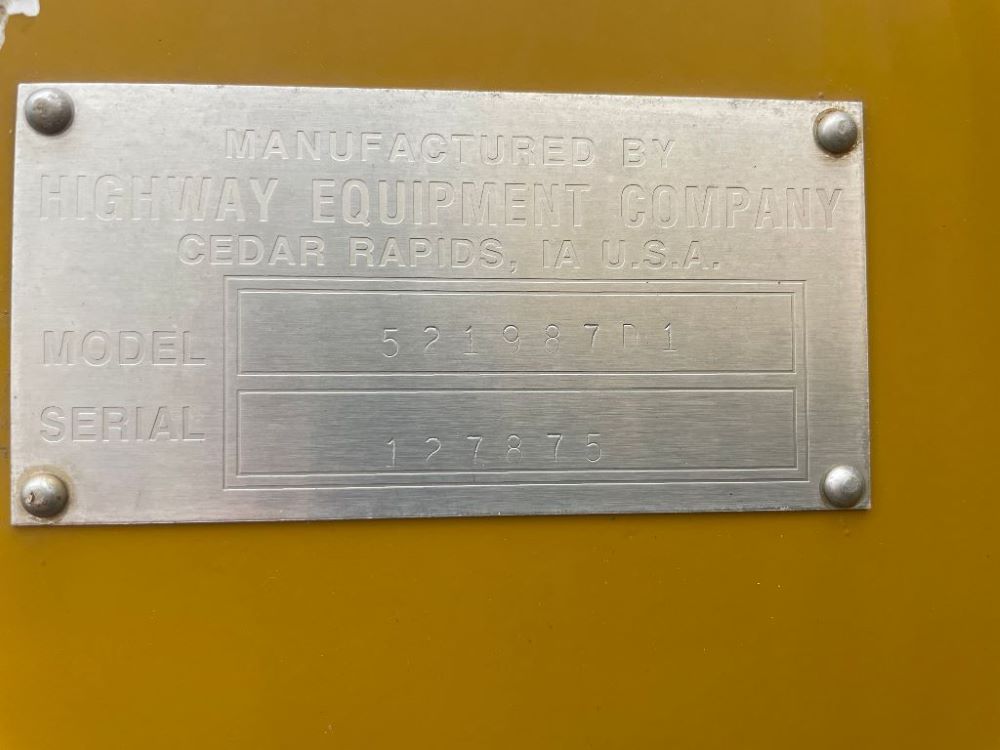 MANUFACTURED BY
HIGHWAY EQUIPMENT COMPANY
CEDAR RAPIDS, IA U.S.A.
MODEL 521987D1
SERIAL 127875